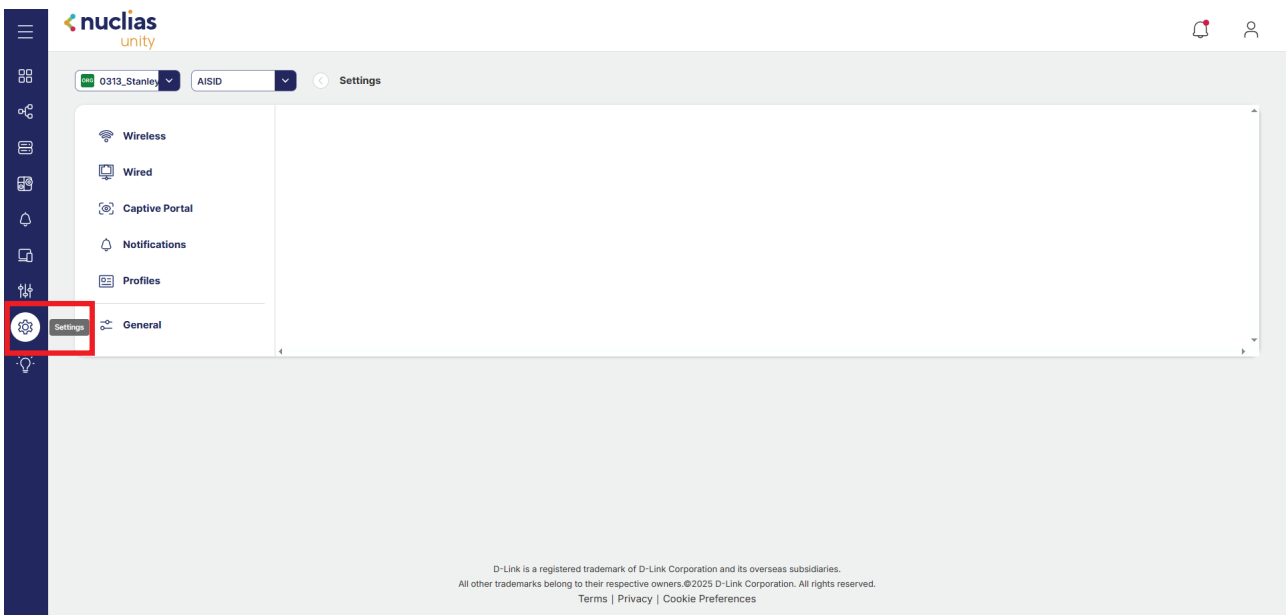 nuclias
unity
ORG 0313_Stanley AISID Settings
Wireless
Wired
Captive Portal
Notifications
Profiles
Settings General
D-Link is a registered trademark of D-Link Corporation and its overseas subsidiaries.
All other trademarks belong to their respective owners.©2025 D-Link Corporation. All rights reserved.
Terms | Privacy | Cookie Preferences